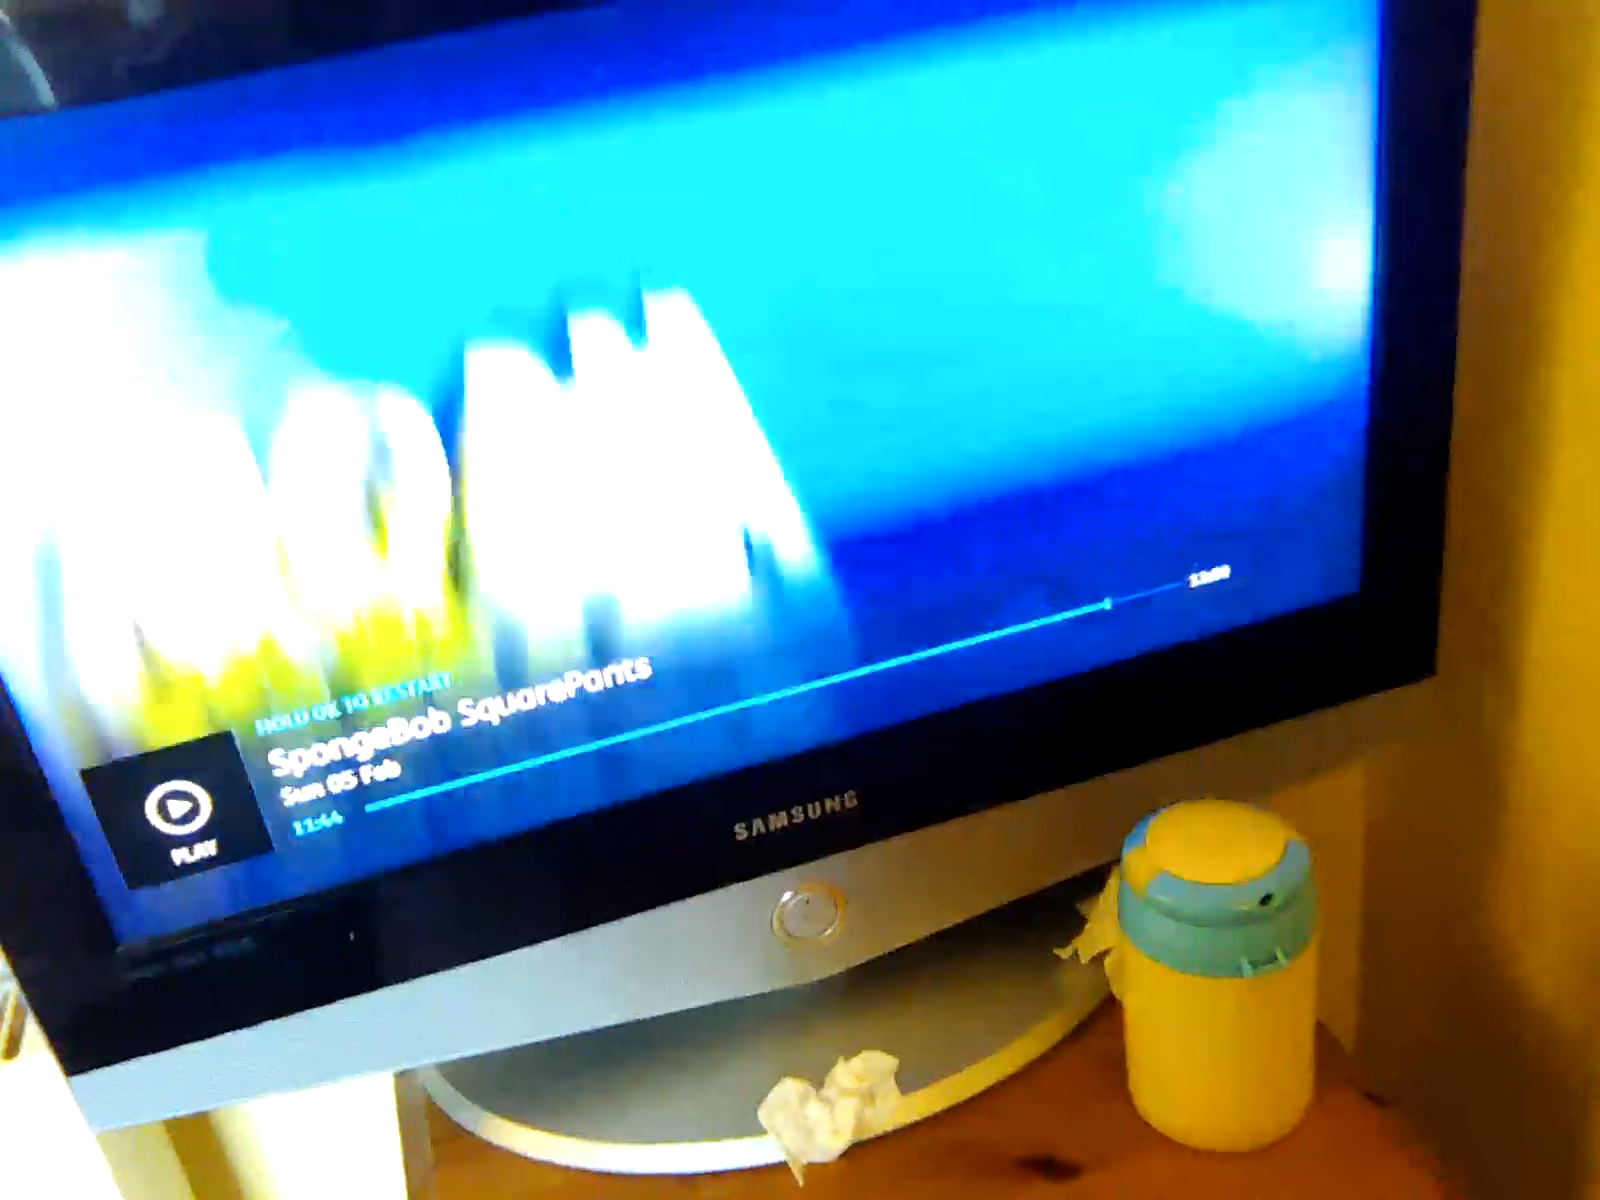 HOLD OK TO RESTART
SpongeBob SquarePants
Sun 05 Feb
11:44
PLAY
SAMSUNG